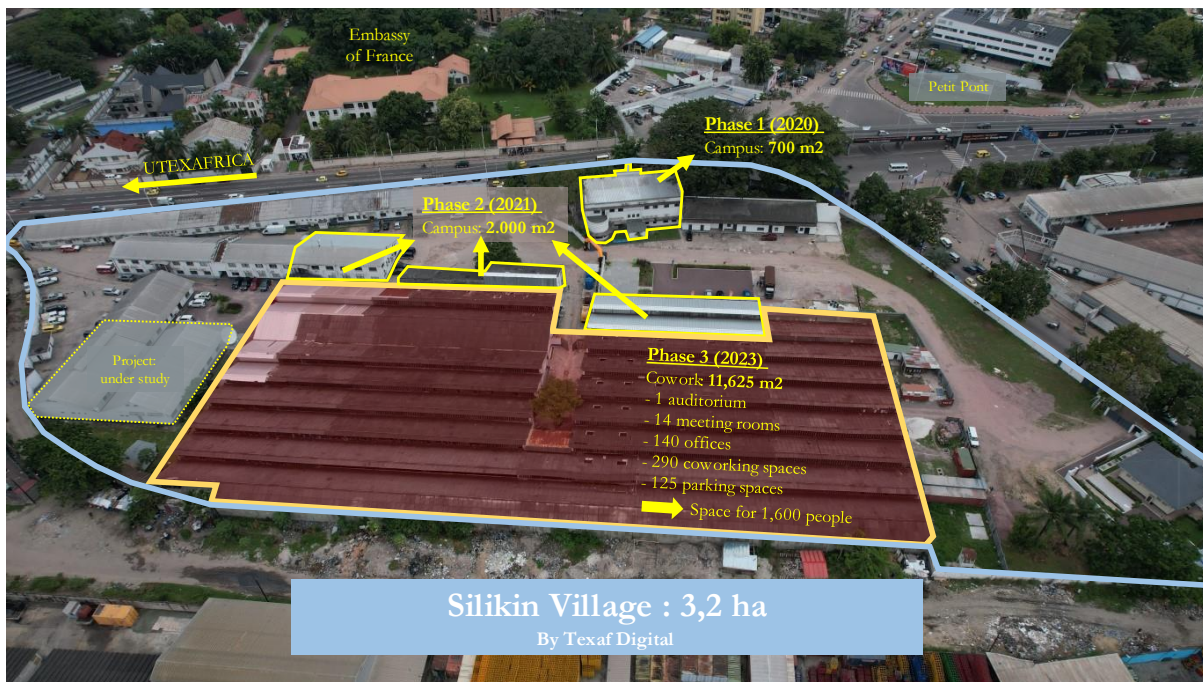 Embassy
of France
Petit Pont
Phase 1 (2020)
Campus: 700 m2
UTEXAFRICA
Phase 2 (2021)
Campus: 2.000 m2
Project:
under study
Phase 3 (2023)
Cowork: 11,625 m2
- 1 auditorium
- 14 meeting rooms
- 140 offices
- 290 coworking spaces
- 125 parking spaces
Space for 1,600 people
Silikin Village : 3,2 ha
By Texaf Digital